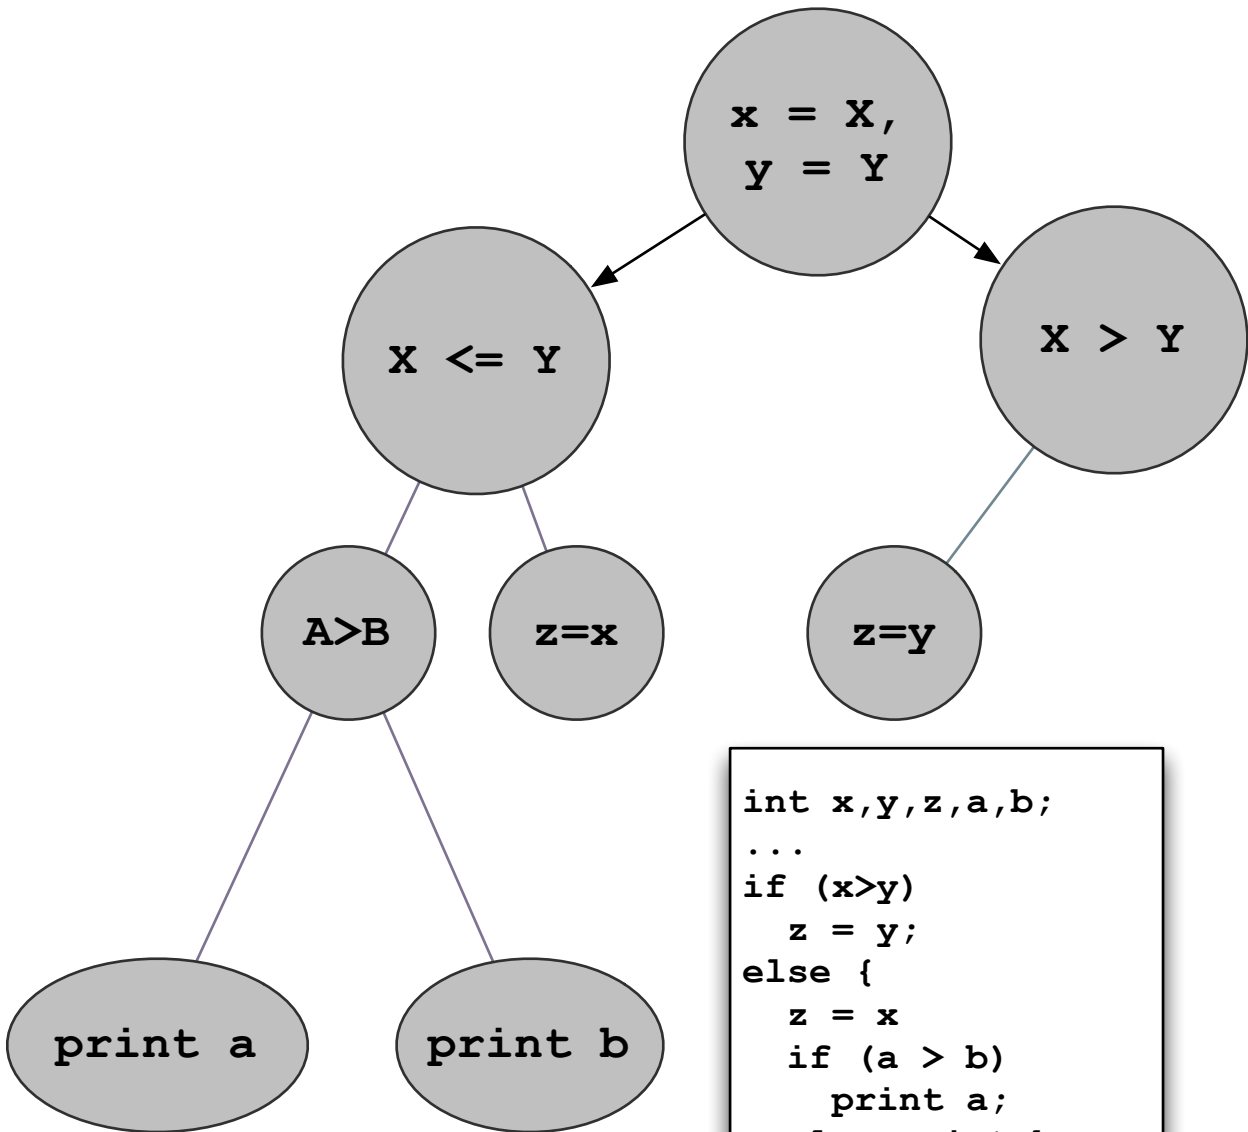 x = X,
y = Y
X <= Y
X > Y
A>B
z=x
z=y
print a
print b
int x,y,z,a,b;
...
if (x>y)
z = y;
else {
z = x
if (a > b)
print a;